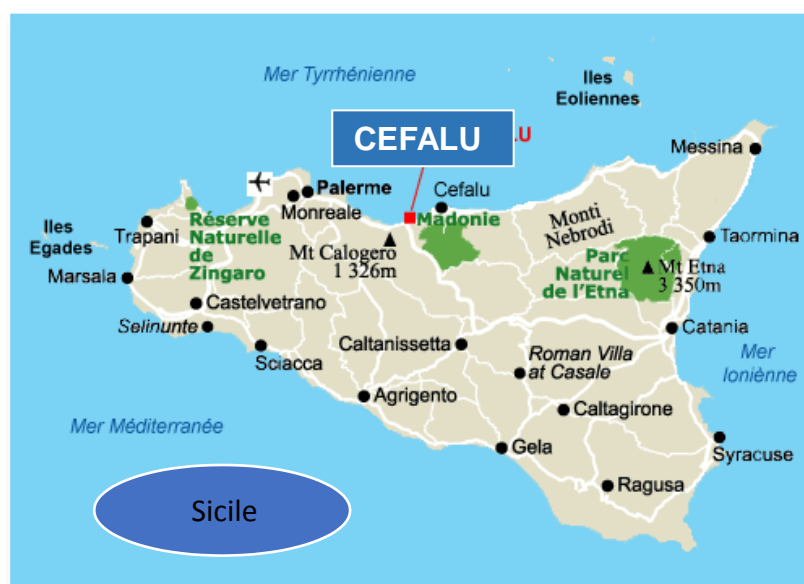 Mer Tyrrhénienne
Iles
Eoliennes
CEFALU
U
Messina
Palerme
Cefalu
Monreale
Madonie
Réserve
Naturelle
de
Zingaro
Monti
Nebrodi
Iles
Egades
Trapani
Mt Calogero
1 326m
Taormina
Parc
Naturel
de l'Etna
Mt Etna
3 350m
Marsala
Castelvetrano
Selinunte
Catania
Sciacca
Caltanissetta
Roman Villa
at Casale
Mer
Ioniènne
Agrigento
Caltagirone
Mer Méditerranée
Gela
Syracuse
Ragusa
Sicile